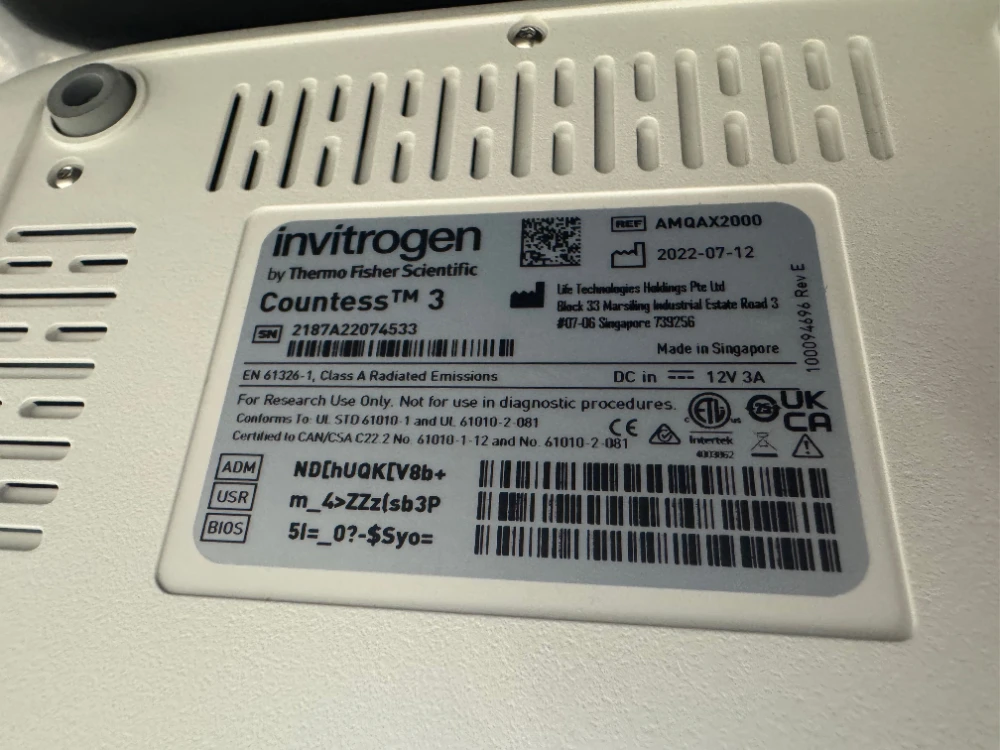 invitrogen
by Thermo Fisher Scientific
Countess™ 3
SN 2187A22074533
REF AMQAX2000
2022-07-12
Life Technologies Holdings Pte Ltd
Block 33 Marsiling Industrial Estate Road 3
#07-06 Singapore 739256
Made in Singapore
100094696 Rev E
EN 61326-1, Class A Radiated Emissions
DC in 12V 3A
For Research Use Only. Not for use in diagnostic procedures.
Conforms To: UL STD 61010-1 and UL 61010-2-081
Certified to CAN/CSA C22.2 No. 61010-1-12 and No. 61010-2-081
CE
c ETL us
Intertek
4003862
25
UK
CA
ADM ND[hUQK[V8b+
USR m_4>ZZz(sb3P
BIOS 5I=_0?-$Syo=